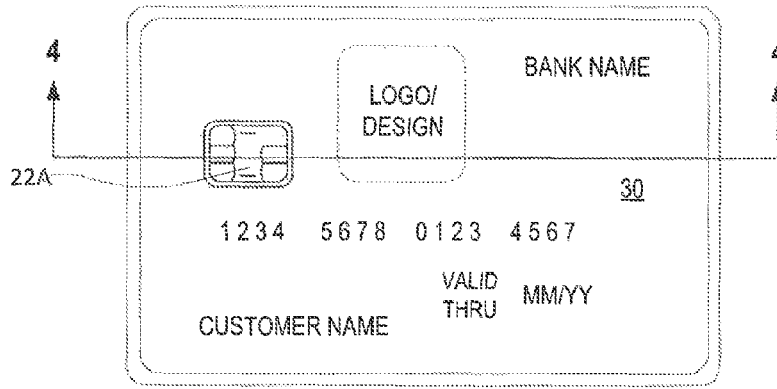 4 4
BANK NAME
LOGO/
DESIGN
22A
30
1234 5678 0123 4567
VALID
THRU MM/YY
CUSTOMER NAME